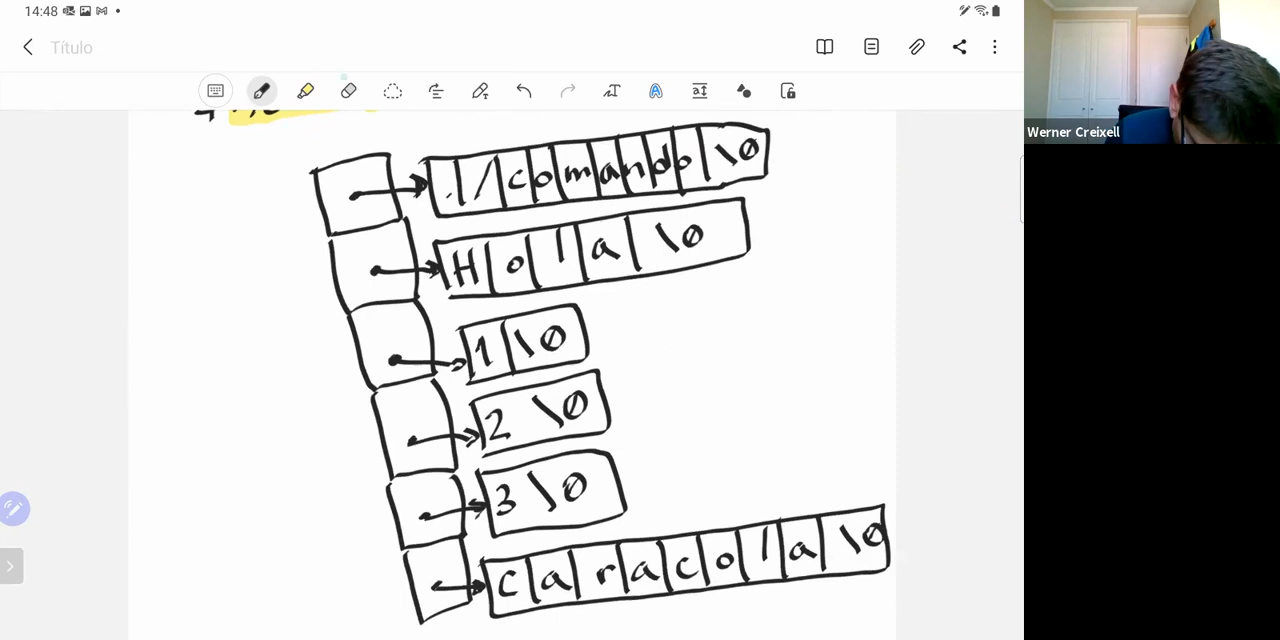 14:48
Título
Werner Creixell
./comando\0
Hola\0
1\0
2\0
3\0
caracola\0